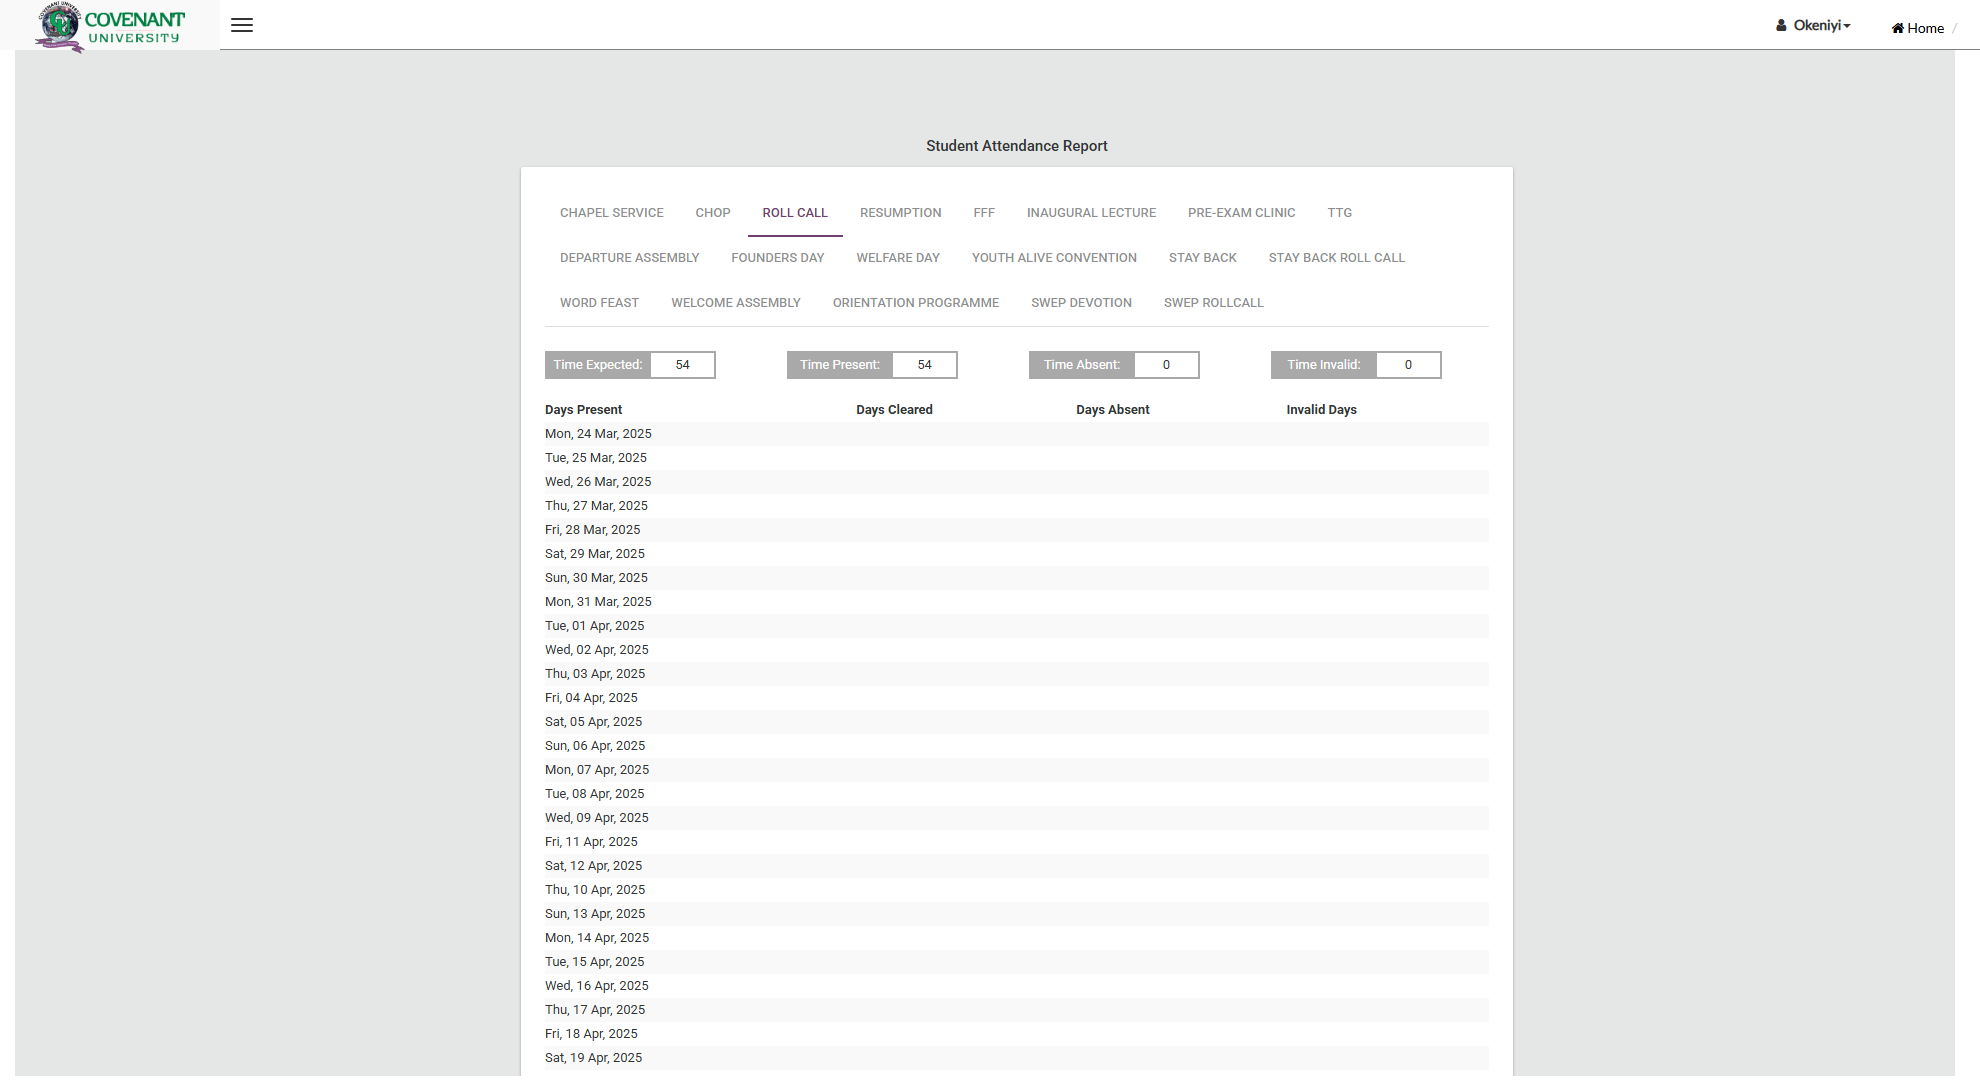 COVENANT
UNIVERSITY
Okeniyi
Home /
Student Attendance Report
CHAPEL SERVICE CHOP ROLL CALL RESUMPTION FFF INAUGURAL LECTURE PRE-EXAM CLINIC TTG
DEPARTURE ASSEMBLY FOUNDERS DAY WELFARE DAY YOUTH ALIVE CONVENTION STAY BACK STAY BACK ROLL CALL
WORD FEAST WELCOME ASSEMBLY ORIENTATION PROGRAMME SWEP DEVOTION SWEP ROLLCALL
Time Expected: 54 Time Present: 54 Time Absent: 0 Time Invalid: 0
Days Present Days Cleared Days Absent Invalid Days
Mon, 24 Mar, 2025
Tue, 25 Mar, 2025
Wed, 26 Mar, 2025
Thu, 27 Mar, 2025
Fri, 28 Mar, 2025
Sat, 29 Mar, 2025
Sun, 30 Mar, 2025
Mon, 31 Mar, 2025
Tue, 01 Apr, 2025
Wed, 02 Apr, 2025
Thu, 03 Apr, 2025
Fri, 04 Apr, 2025
Sat, 05 Apr, 2025
Sun, 06 Apr, 2025
Mon, 07 Apr, 2025
Tue, 08 Apr, 2025
Wed, 09 Apr, 2025
Fri, 11 Apr, 2025
Sat, 12 Apr, 2025
Thu, 10 Apr, 2025
Sun, 13 Apr, 2025
Mon, 14 Apr, 2025
Tue, 15 Apr, 2025
Wed, 16 Apr, 2025
Thu, 17 Apr, 2025
Fri, 18 Apr, 2025
Sat, 19 Apr, 2025